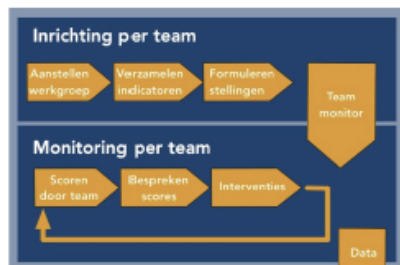 Inrichting per team
Aanstellen
werkgroep
Verzamelen
indicatoren
Formuleren
stellingen
Team
monitor
Monitoring per team
Scoren
door team
Bespreken
scores
Interventies
Data